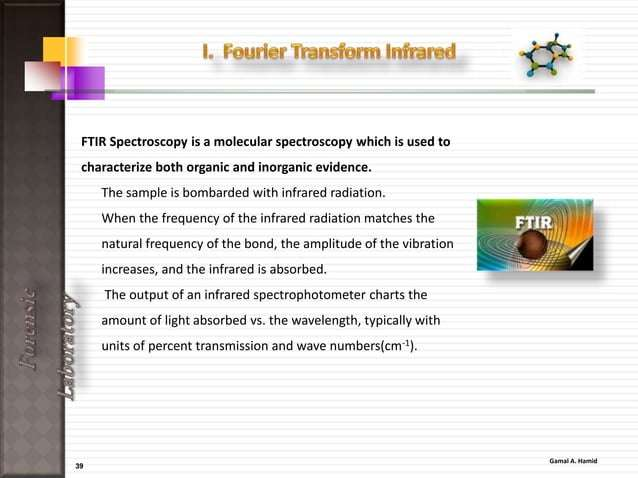 I. Fourier Transform Infrared
FTIR Spectroscopy is a molecular spectroscopy which is used to
characterize both organic and inorganic evidence.
The sample is bombarded with infrared radiation.
When the frequency of the infrared radiation matches the
natural frequency of the bond, the amplitude of the vibration
increases, and the infrared is absorbed.
The output of an infrared spectrophotometer charts the
amount of light absorbed vs. the wavelength, typically with
units of percent transmission and wave numbers(cm⁻¹).
FTIR
Forensic
Laboratory
Gamal A. Hamid
39